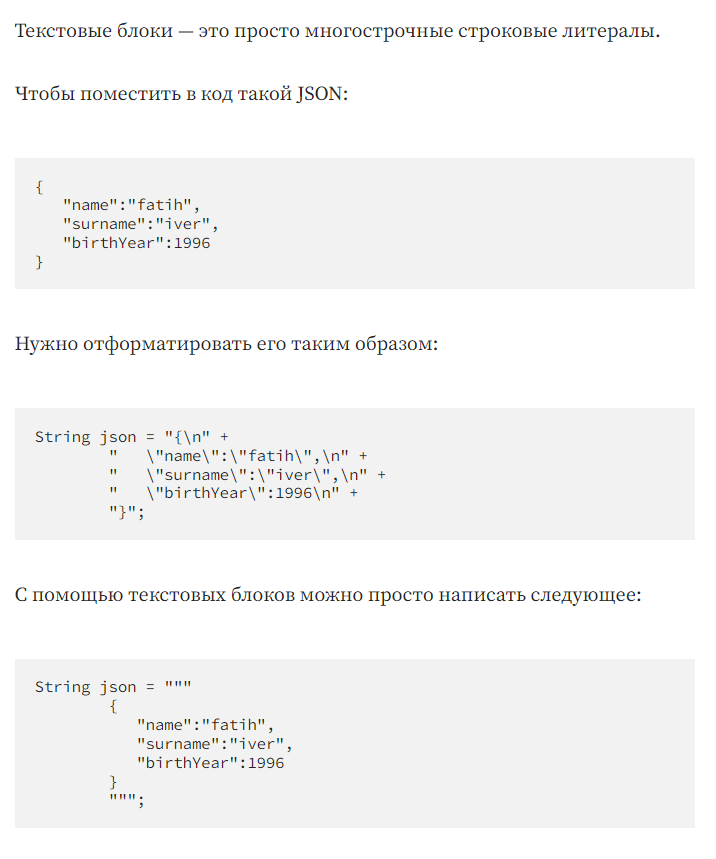 Текстовые блоки — это просто многострочные строковые литералы.
Чтобы поместить в код такой JSON:
{
   "name":"fatih",
   "surname":"iver",
   "birthYear":1996
}
Нужно отформатировать его таким образом:
String json = "{\n" +
        "   \"name\":\"fatih\",\n" +
        "   \"surname\":\"iver\",\n" +
        "   \"birthYear\":1996\n" +
        "}";
С помощью текстовых блоков можно просто написать следующее:
String json = """
        {
           "name":"fatih",
           "surname":"iver",
           "birthYear":1996
        }
        """;